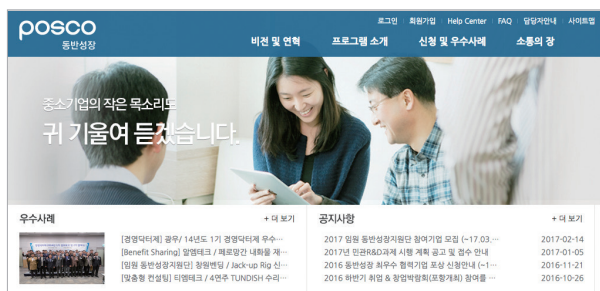 로그인 회원가입 Help Center FAQ 담당자안내 사이트맵
posco
동반성장
비전 및 연혁 프로그램 소개 신청 및 우수사례 소통의 장
중소기업의 작은 목소리도
귀 기울여 듣겠습니다.
우수사례 + 더 보기
[경영닥터제] 광우/ 14년도 1기 경영닥터제 우수…
[Benefit Sharing] 알엠테크 / 페로망간 내화물 재…
[임원 동반성장지원단] 창원벤딩 / Jack-up Rig 신…
[맞춤형 컨설팅] 티엠테크 / 4연주 TUNDISH 수리…
공지사항 + 더 보기
2017 임원 동반성장지원단 참여기업 모집 (~17.03.… 2017-02-14
2017년 민관R&D과제 시행 계획 공고 및 접수 안내 2017-01-05
2016 동반성장 최우수 협력기업 포상 신청안내 (~1… 2016-11-21
2016 하반기 취업 & 창업박람회(포항개최) 참여를 … 2016-10-26